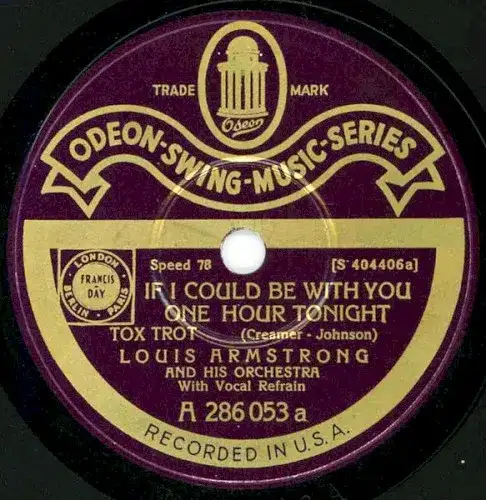 TRADE MARK
Odeon
ODEON-SWING-MUSIC-SERIES
Speed 78 [S 404406a]
LONDON
FRANCIS
DAY
BERLIN PARIS
IF I COULD BE WITH YOU
ONE HOUR TONIGHT
TOX TROT (Creamer - Johnson)
LOUIS ARMSTRONG
AND HIS ORCHESTRA
With Vocal Refrain
A 286 053 a
RECORDED IN U.S.A.